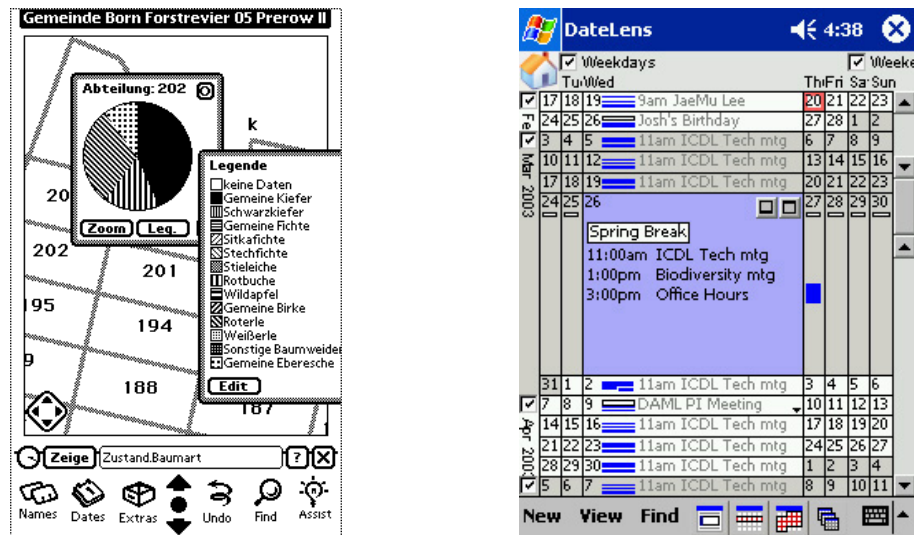 Gemeinde Born Forstrevier 05 Prerow II
Abteilung: 202
k
Legende
keine Daten
Gemeine Kiefer
Schwarzkiefer
Gemeine Fichte
Sitkafichte
Stechfichte
Stieleiche
Rotbuche
Wildapfel
Gemeine Birke
Roterle
Weißerle
Sonstige Baumweiden
Gemeine Eberesche
Edit
Zoom Leg.
20
202
201
195
194
9
188
187
1
Zeige Zustand.Baumart ? X
Names Dates Extras Undo Find Assist
DateLens 4:38
Weekdays Weeke
Tu Wed Th Fri Sa Sun
Fe
Mar 2003
Apr 2003
17 18 19 9am JaeMu Lee 20 21 22 23
24 25 26 Josh's Birthday 27 28 1 2
3 4 5 11am ICDL Tech mtg 6 7 8 9
10 11 12 11am ICDL Tech mtg 13 14 15 16
17 18 19 11am ICDL Tech mtg 20 21 22 23
24 25 26 27 28 29 30
Spring Break
11:00am ICDL Tech mtg
1:00pm Biodiversity mtg
3:00pm Office Hours
31 1 2 11am ICDL Tech mtg 3 4 5 6
7 8 9 DAML PI Meeting 10 11 12 13
14 15 16 11am ICDL Tech mtg 17 18 19 20
21 22 23 11am ICDL Tech mtg 24 25 26 27
28 29 30 11am ICDL Tech mtg 1 2 3 4
5 6 7 11am ICDL Tech mtg 8 9 10 11
New View Find